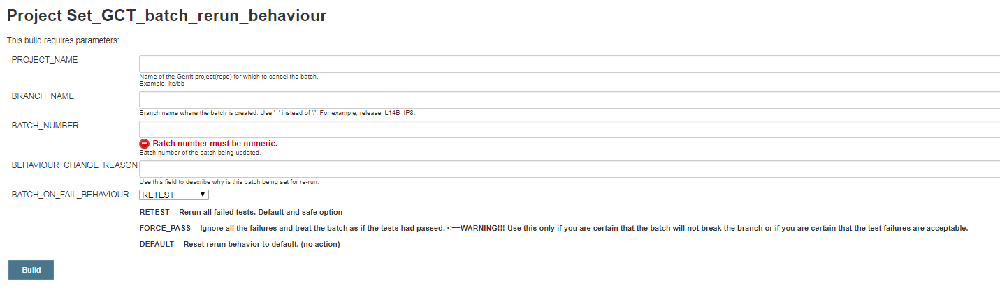 Project Set_GCT_batch_rerun_behaviour
This build requires parameters:
PROJECT_NAME
Name of the Gerrit project(repo) for which to cancel the batch.
Example: lte/bb
BRANCH_NAME
Branch name where the batch is created. Use '_' instead of '/'. For example, release_L14B_IP8.
BATCH_NUMBER
Batch number must be numeric.
Batch number of the batch being updated.
BEHAVIOUR_CHANGE_REASON
Use this field to describe why is this batch being set for re-run.
BATCH_ON_FAIL_BEHAVIOUR RETEST
RETEST -- Rerun all failed tests. Default and safe option
FORCE_PASS -- Ignore all the failures and treat the batch as if the tests had passed. <==WARNING!!! Use this only if you are certain that the batch will not break the branch or if you are certain that the test failures are acceptable.
DEFAULT -- Reset rerun behavior to default, (no action)
Build